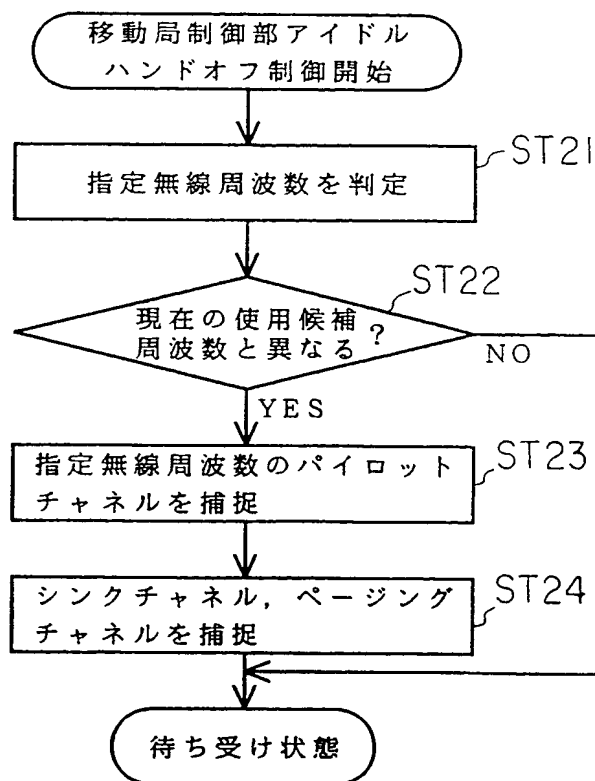 移動局制御部アイドル
ハンドオフ制御開始
ST21
指定無線周波数を判定
ST22
現在の使用候補
周波数と異なる?
NO
YES
ST23
指定無線周波数のパイロット
チャネルを捕捉
ST24
シンクチャネル,ページング
チャネルを捕捉
待ち受け状態